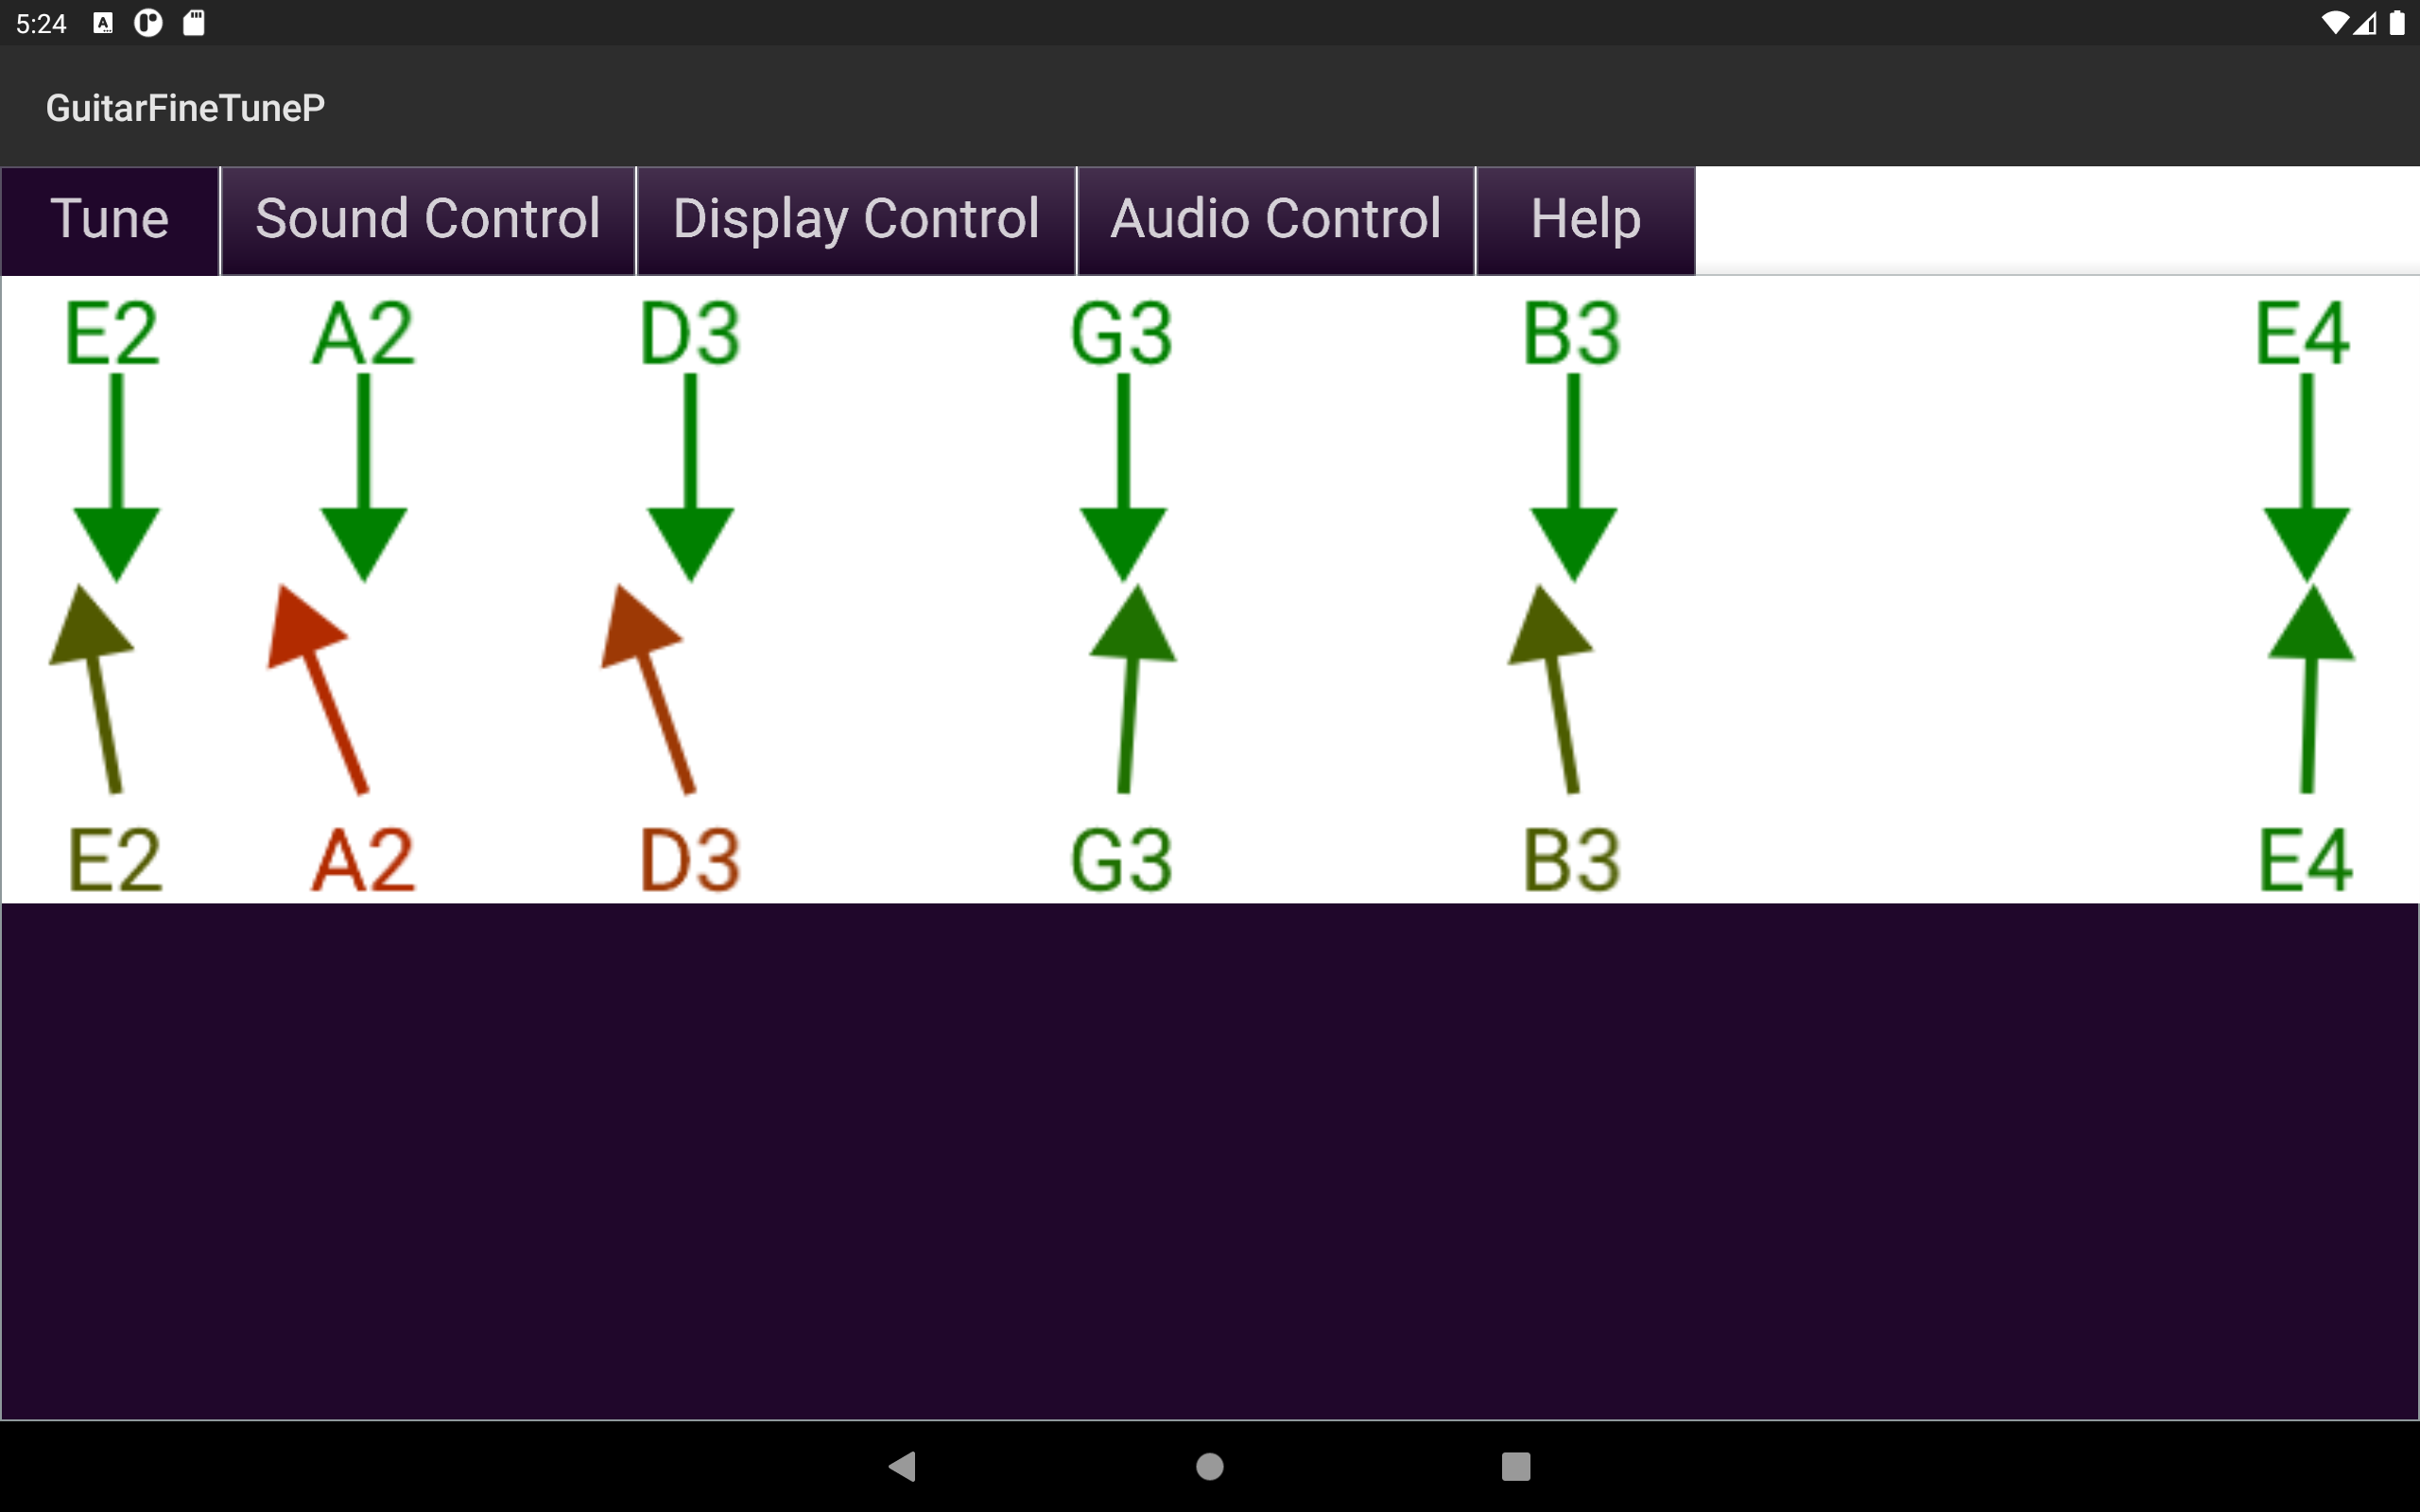 5:24
GuitarFineTuneP
Tune Sound Control Display Control Audio Control Help
E2 A2 D3 G3 B3 E4
E2 A2 D3 G3 B3 E4